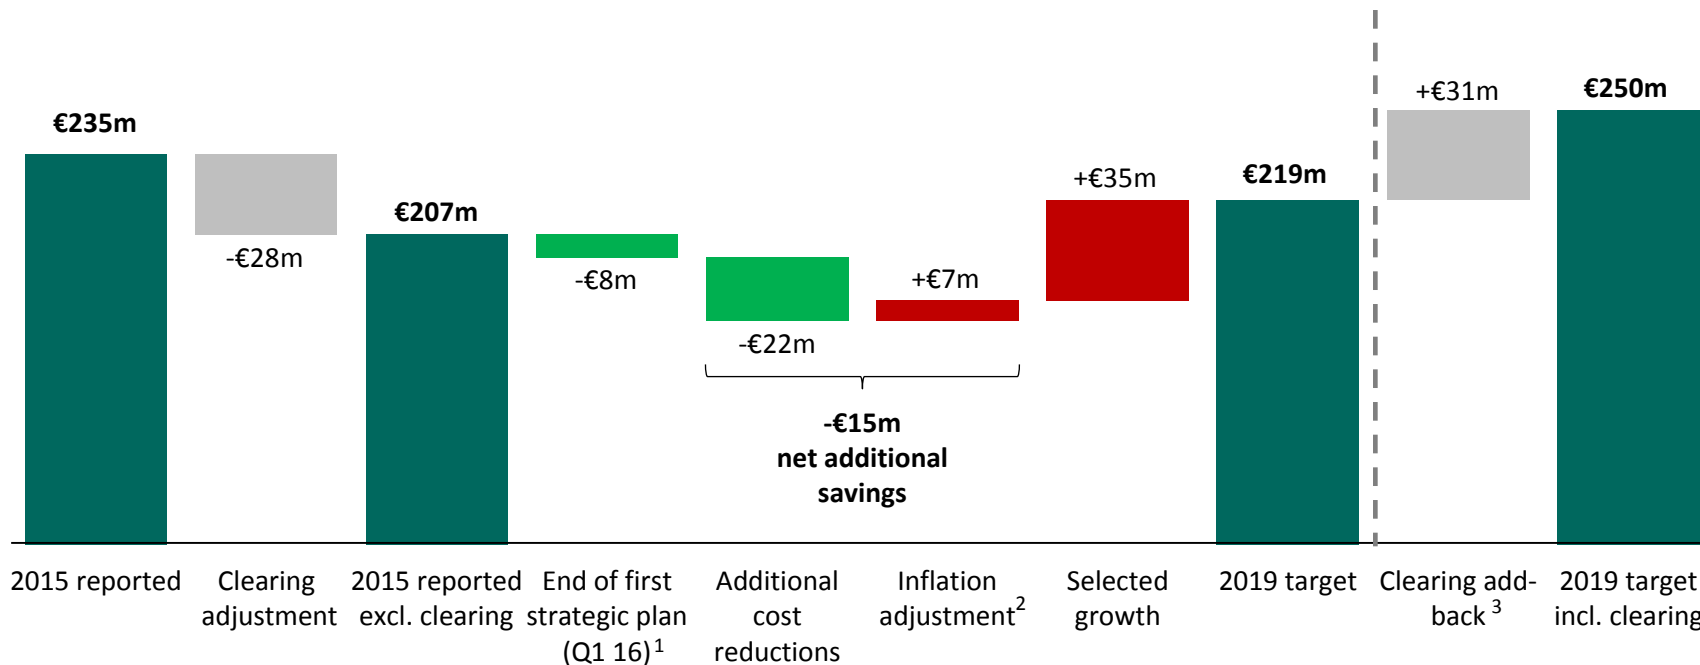 €235m
-€28m
€207m
-€8m
-€22m
+€7m
-€15m
net additional
savings
+€35m
€219m
+€31m
€250m
2015 reported
Clearing
adjustment
2015 reported
excl. clearing
End of first
strategic plan
(Q1 16) 1
Additional
cost
reductions
Inflation
adjustment2
Selected
growth
2019 target
Clearing add-
back 3
2019 target
incl. clearing